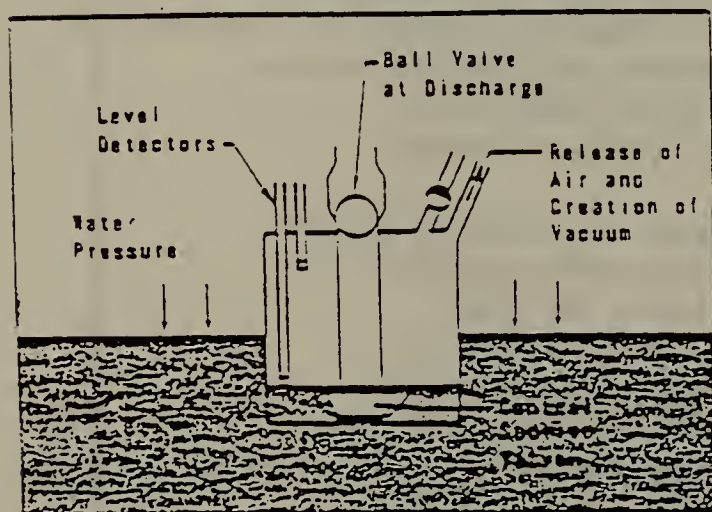 Ball Valve
at Discharge
Level
Detectors
Release of
Air and
Creation of
Vacuum
Water
Pressure